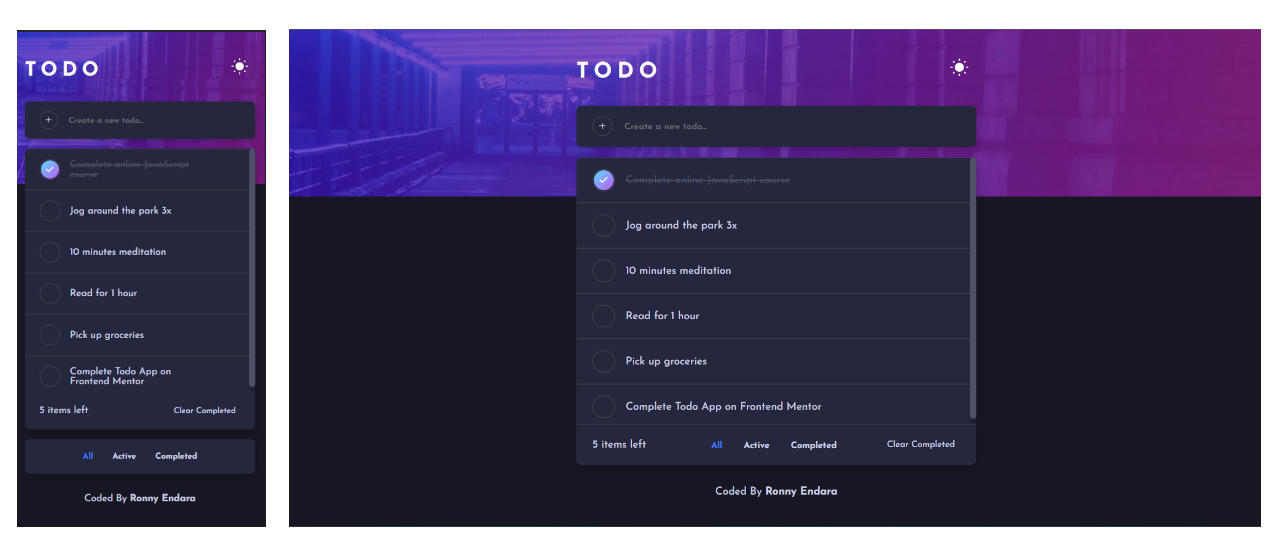 TODO
Create a new todo...
Complete online JavaScript
course
Jog around the park 3x
10 minutes meditation
Read for 1 hour
Pick up groceries
Complete Todo App on
Frontend Mentor
5 items left
Clear Completed
All Active Completed
Coded By Ronny Endara
TODO
Create a new todo...
Complete online JavaScript course
Jog around the park 3x
10 minutes meditation
Read for 1 hour
Pick up groceries
Complete Todo App on Frontend Mentor
5 items left
All Active Completed
Clear Completed
Coded By Ronny Endara